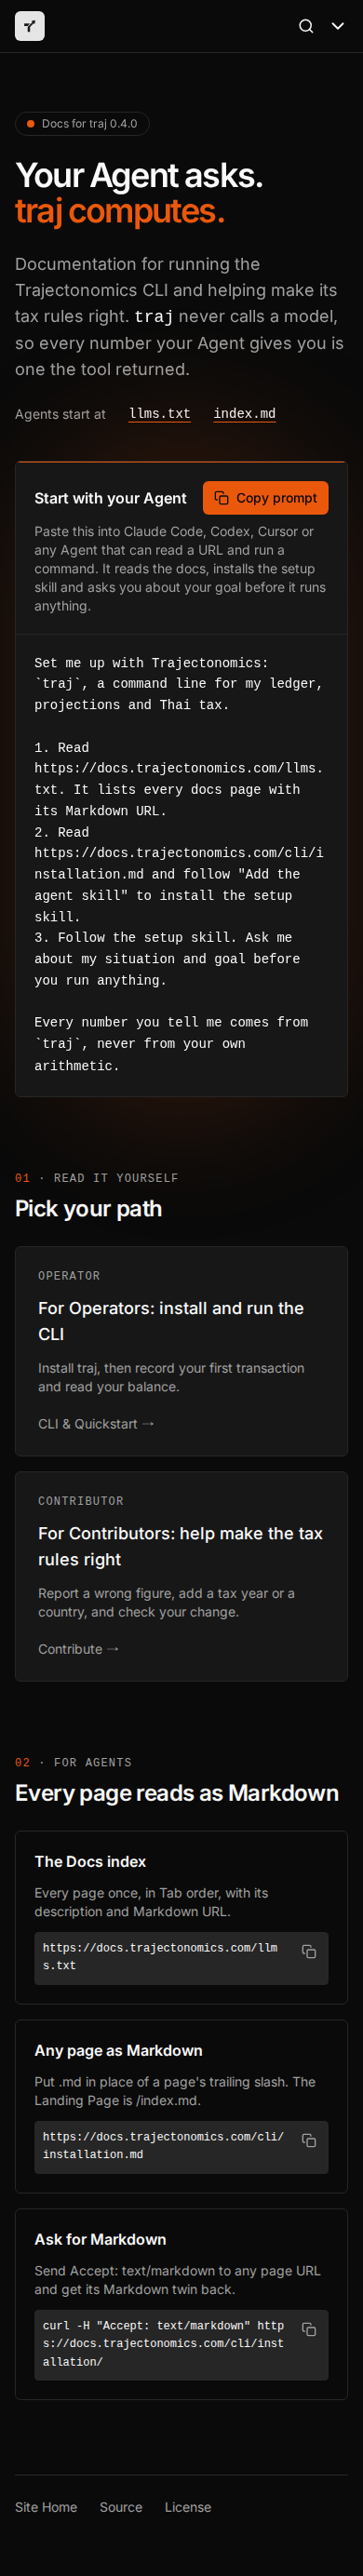 Docs for traj 0.4.0
Your Agent asks.
traj computes.
Documentation for running the
Trajectonomics CLI and helping make its
tax rules right. traj never calls a model,
so every number your Agent gives you is
one the tool returned.
Agents start at llms.txt index.md
Start with your Agent
Copy prompt
Paste this into Claude Code, Codex, Cursor or
any Agent that can read a URL and run a
command. It reads the docs, installs the setup
skill and asks you about your goal before it runs
anything.
Set me up with Trajectonomics:
`traj`, a command line for my ledger,
projections and Thai tax.
1. Read
https://docs.trajectonomics.com/llms.
txt. It lists every docs page with
its Markdown URL.
2. Read
https://docs.trajectonomics.com/cli/i
nstallation.md and follow "Add the
agent skill" to install the setup
skill.
3. Follow the setup skill. Ask me
about my situation and goal before
you run anything.
Every number you tell me comes from
`traj`, never from your own
arithmetic.
01 · READ IT YOURSELF
Pick your path
OPERATOR
For Operators: install and run the
CLI
Install traj, then record your first transaction
and read your balance.
CLI & Quickstart →
CONTRIBUTOR
For Contributors: help make the tax
rules right
Report a wrong figure, add a tax year or a
country, and check your change.
Contribute →
02 · FOR AGENTS
Every page reads as Markdown
The Docs index
Every page once, in Tab order, with its
description and Markdown URL.
https://docs.trajectonomics.com/llm
s.txt
Any page as Markdown
Put .md in place of a page's trailing slash. The
Landing Page is /index.md.
https://docs.trajectonomics.com/cli/
installation.md
Ask for Markdown
Send Accept: text/markdown to any page URL
and get its Markdown twin back.
curl -H "Accept: text/markdown" http
s://docs.trajectonomics.com/cli/inst
allation/
Site Home Source License